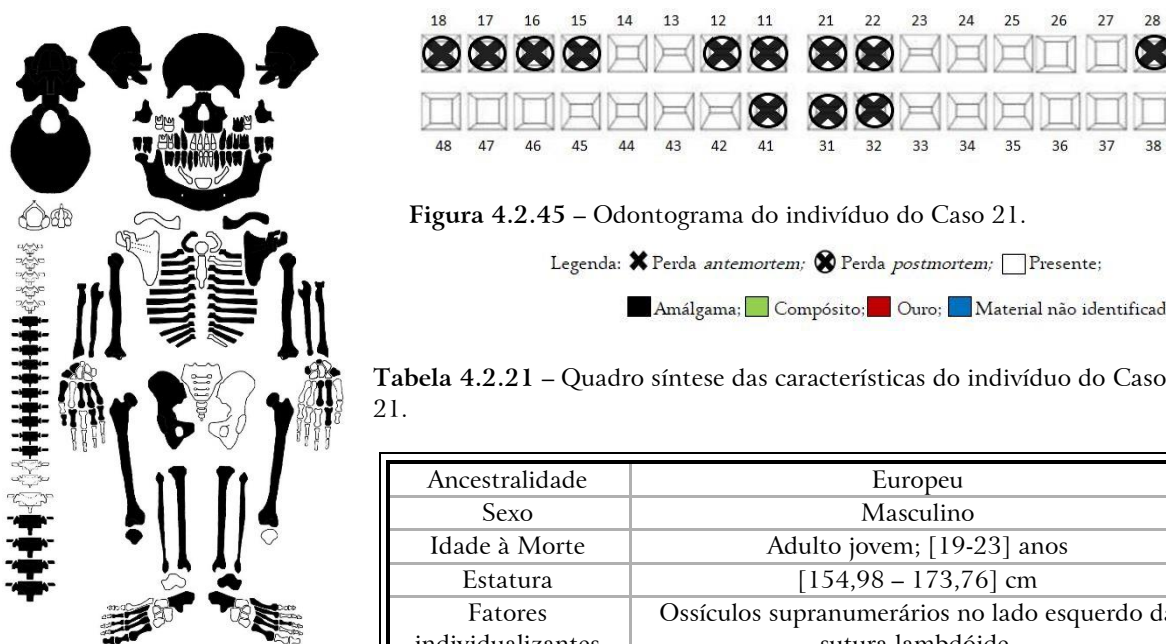 18 17 16 15 14 13 12 11 21 22 23 24 25 26 27 28
48 47 46 45 44 43 42 41 31 32 33 34 35 36 37 38
Figura 4.2.45 – Odontograma do indivíduo do Caso 21.
Legenda: Perda antemortem; Perda postmortem; Presente;
Amálgama; Compósito; Ouro; Material não identificad
Tabela 4.2.21 – Quadro síntese das características do indivíduo do Caso
21.
Ancestralidade Europeu
Sexo Masculino
Idade à Morte Adulto jovem; [19-23] anos
Estatura [154,98 – 173,76] cm
Fatores Ossículos supranumerários no lado esquerdo da
individualizantes sutura lambdóide